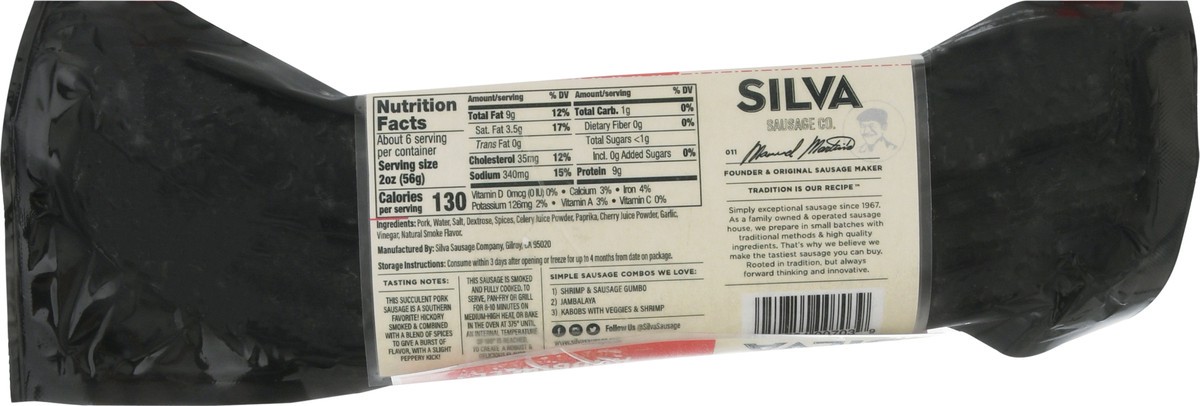 Nutrition
Facts
About 6 serving
per container
Serving size
2oz (56g)
Calories
per serving 130
Amount/serving % DV
Total Fat 9g 12%
Sat. Fat 3.5g 17%
Trans Fat 0g
Cholesterol 35mg 12%
Sodium 340mg 15%
Amount/serving % DV
Total Carb. 1g 0%
Dietary Fiber 0g 0%
Total Sugars <1g
Incl. 0g Added Sugars 0%
Protein 9g
Vitamin D 0mcg (0 IU) 0% • Calcium 3% • Iron 4%
Potassium 126mg 2% • Vitamin A 3% • Vitamin C 0%
Ingredients: Pork, Water, Salt, Dextrose, Spices, Celery Juice Powder, Paprika, Cherry Juice Powder, Garlic,
Vinegar, Natural Smoke Flavor.
Manufactured By: Silva Sausage Company, Gilroy, CA 95020
Storage Instructions: Consume within 3 days after opening or freeze for up to 4 months from date on package.
TASTING NOTES:
THIS SUCCULENT PORK
SAUSAGE IS A SOUTHERN
FAVORITE! HICKORY
SMOKED & COMBINED
WITH A BLEND OF SPICES
TO GIVE A BURST OF
FLAVOR, WITH A SLIGHT
PEPPERY KICK!
THIS SAUSAGE IS SMOKED
AND FULLY COOKED. TO
SERVE, PAN-FRY OR GRILL
FOR 8-10 MINUTES ON
MEDIUM-HIGH HEAT, OR BAKE
IN THE OVEN AT 375° UNTIL
AN INTERNAL TEMPERATURE
IS REACHED,
TO CREATE A ROBUST &
SIMPLE SAUSAGE COMBOS WE LOVE:
1) SHRIMP & SAUSAGE GUMBO
2) JAMBALAYA
3) KABOBS WITH VEGGIES & SHRIMP
Follow Us @SilvaSausage
SILVA
SAUSAGE CO.
011
FOUNDER & ORIGINAL SAUSAGE MAKER
TRADITION IS OUR RECIPE™
Simply exceptional sausage since 1967.
As a family owned & operated sausage
house, we prepare in small batches with
traditional methods & high quality
ingredients. That's why we believe we
make the tastiest sausage you can buy.
Rooted in tradition, but always
forward thinking and innovative.